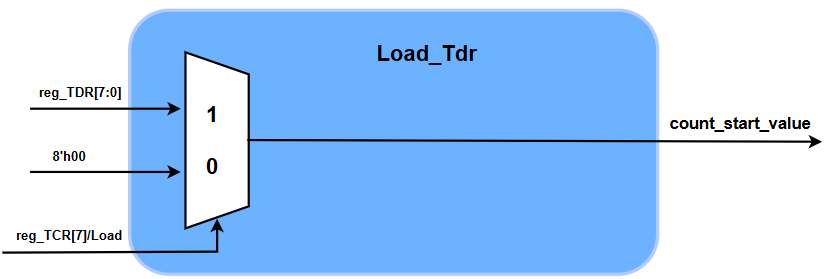 Load_Tdr
reg_TDR[7:0]
1
count_start_value
8'h00
0
reg_TCR[7]/Load